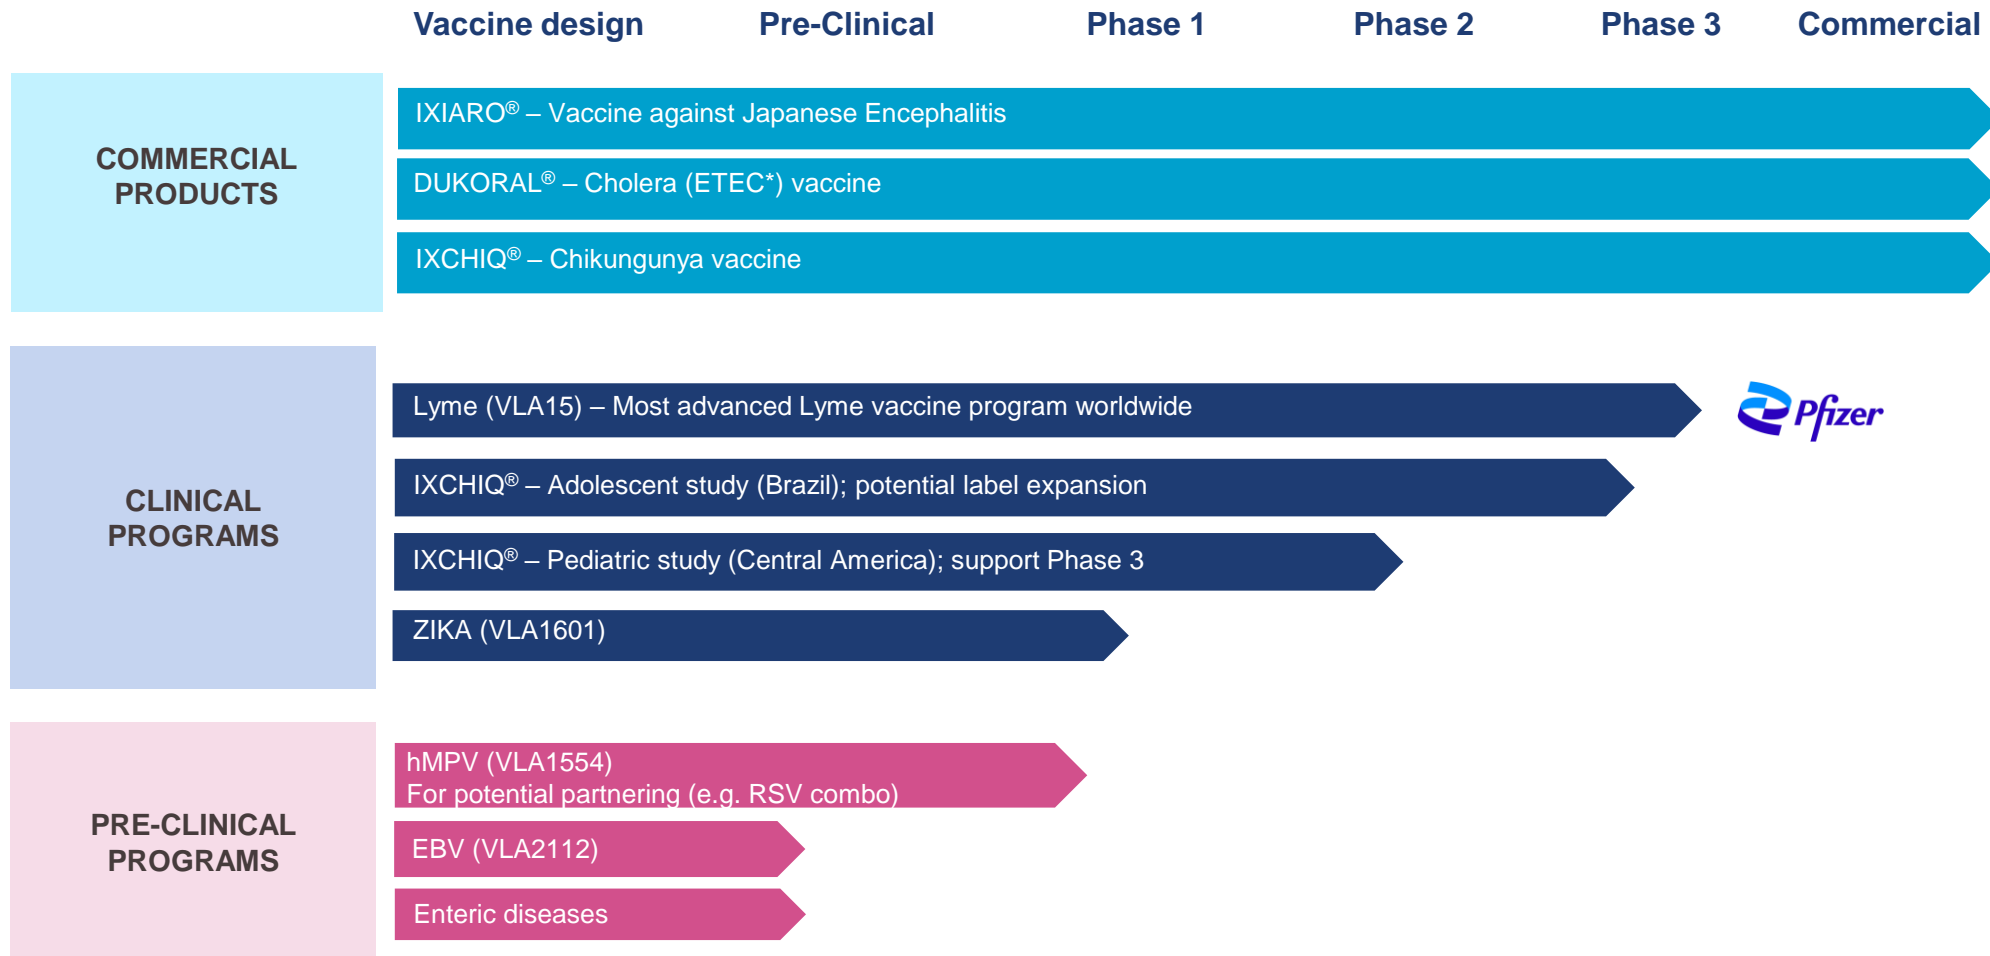 Vaccine design Pre-Clinical Phase 1 Phase 2 Phase 3 Commercial
COMMERCIAL
PRODUCTS
IXIARO® – Vaccine against Japanese Encephalitis
DUKORAL® – Cholera (ETEC*) vaccine
IXCHIQ® – Chikungunya vaccine
CLINICAL
PROGRAMS
Lyme (VLA15) – Most advanced Lyme vaccine program worldwide
Pfizer
IXCHIQ® – Adolescent study (Brazil); potential label expansion
IXCHIQ® – Pediatric study (Central America); support Phase 3
ZIKA (VLA1601)
PRE-CLINICAL
PROGRAMS
hMPV (VLA1554)
For potential partnering (e.g. RSV combo)
EBV (VLA2112)
Enteric diseases